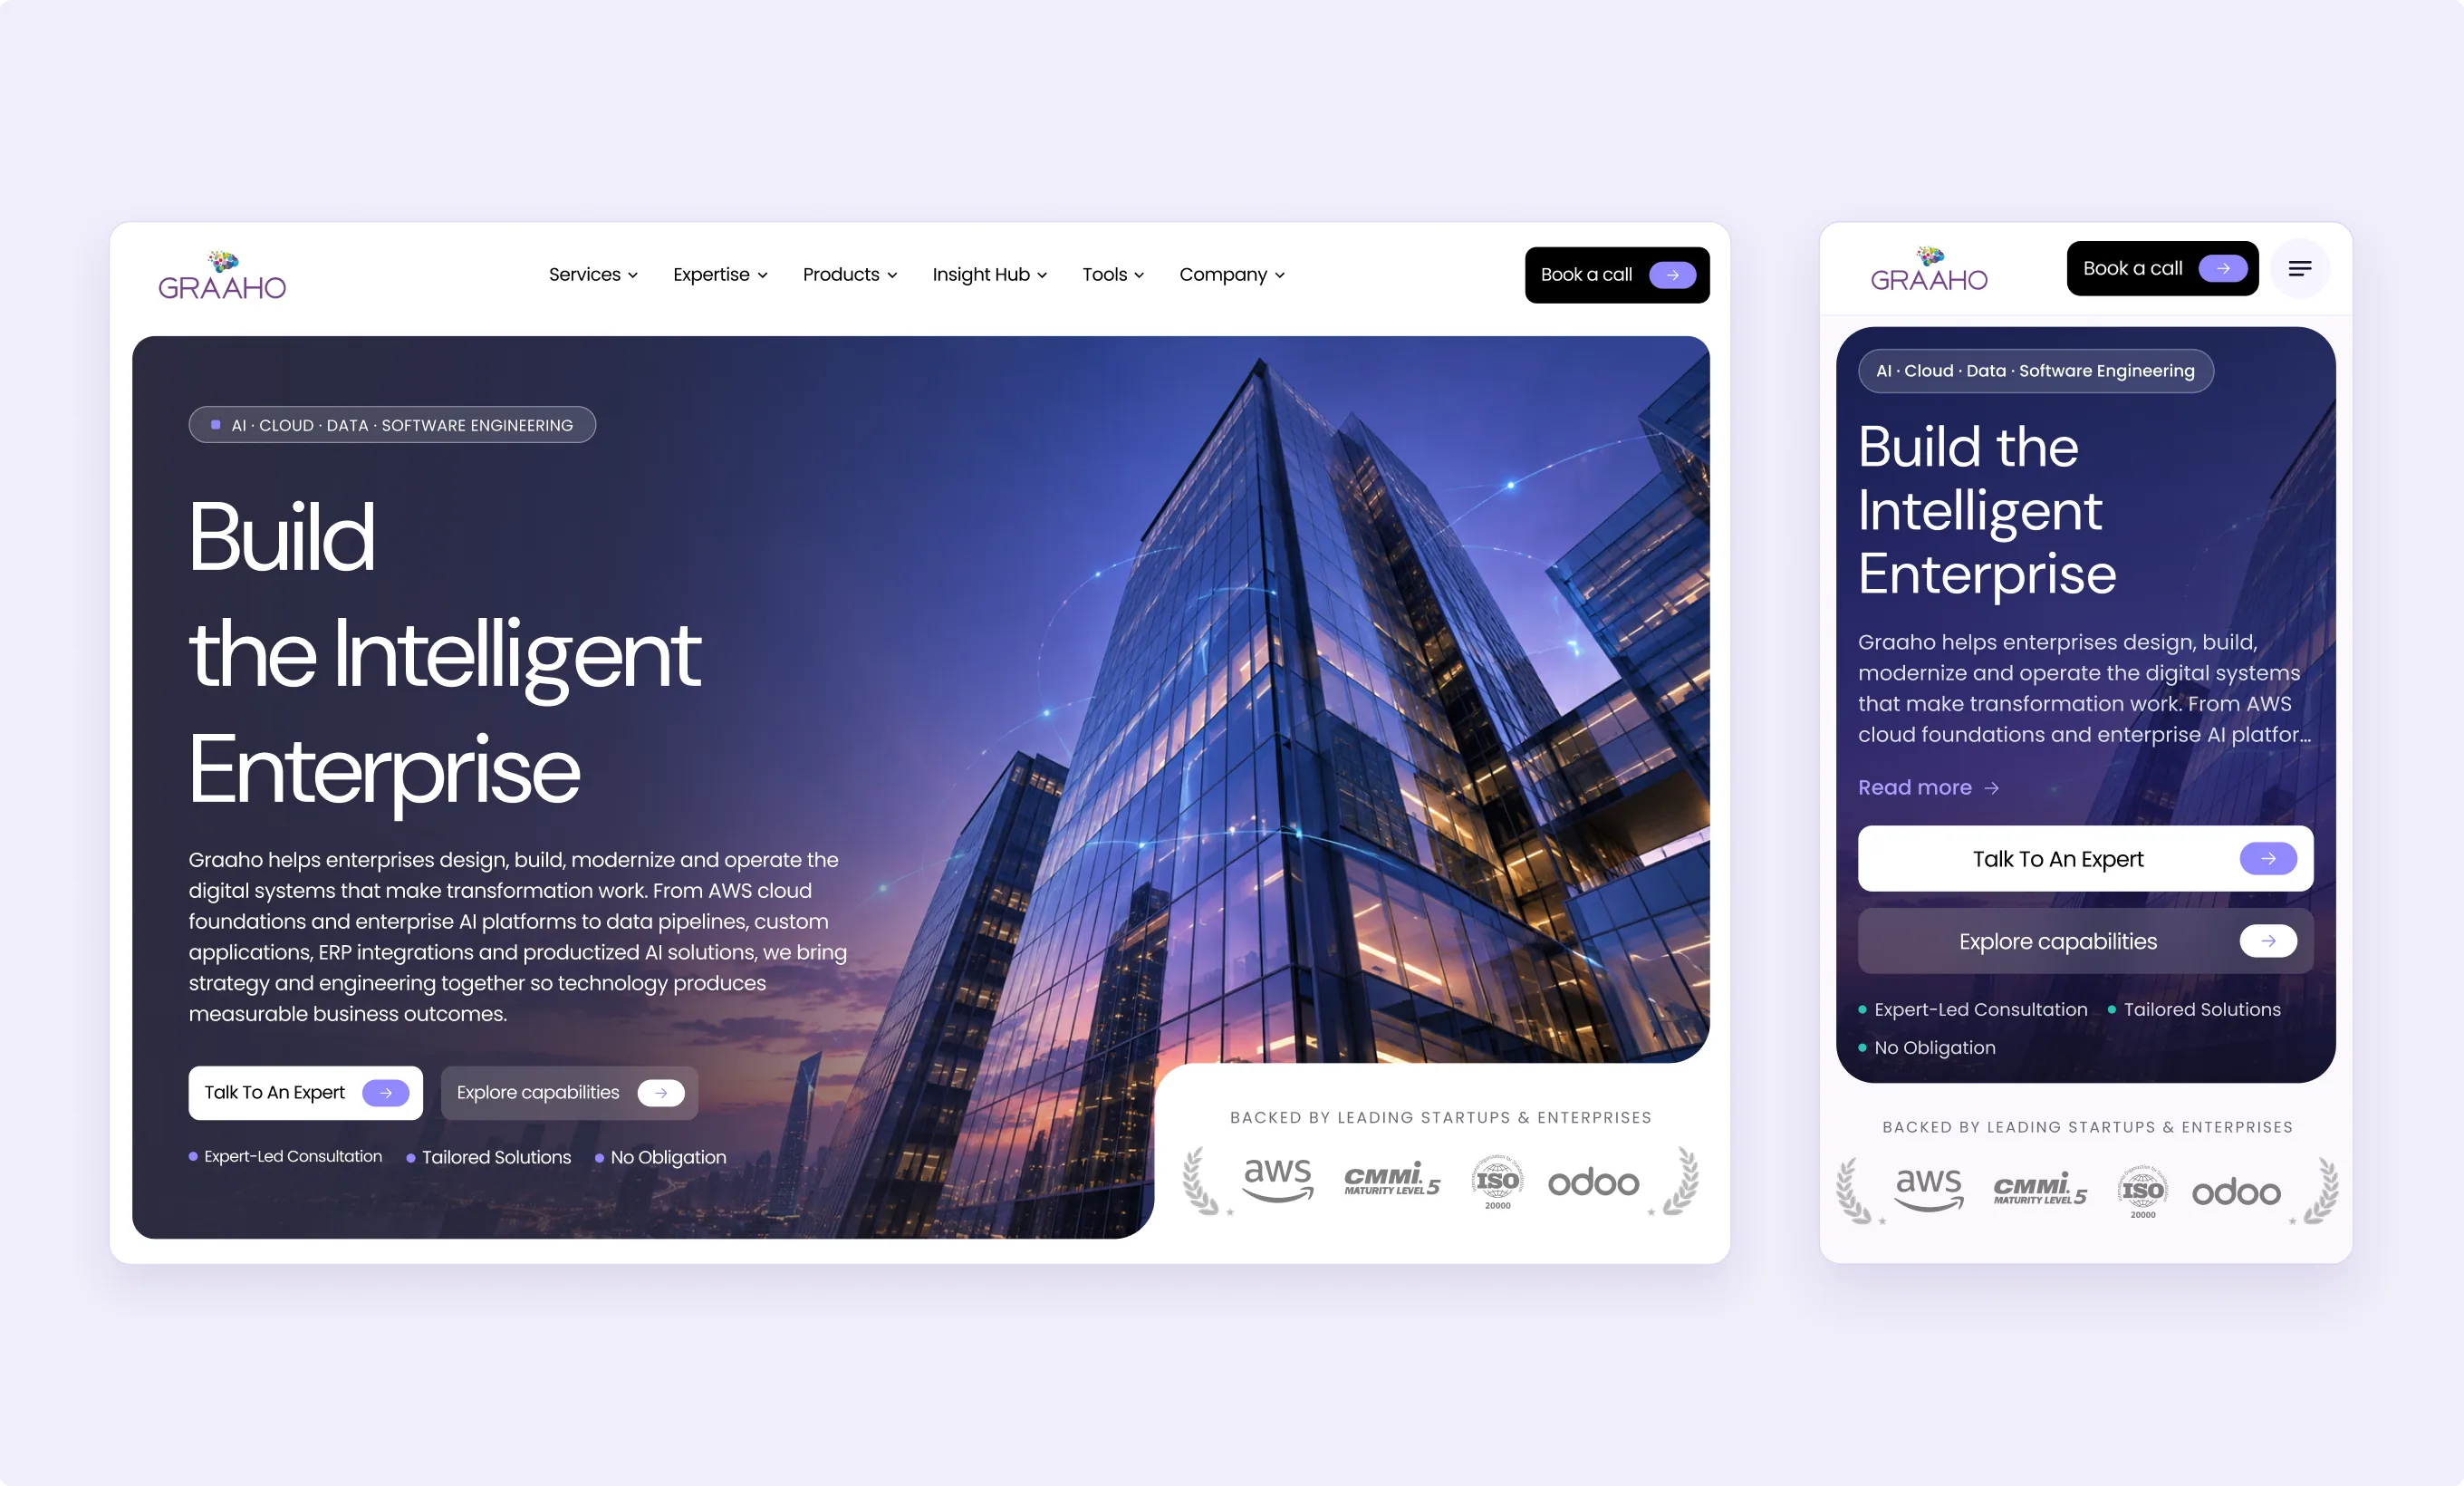 GRAAHO
Services Expertise Products Insight Hub Tools Company
Book a call
AI · CLOUD · DATA · SOFTWARE ENGINEERING
Build
the Intelligent
Enterprise
Graaho helps enterprises design, build, modernize and operate the
digital systems that make transformation work. From AWS cloud
foundations and enterprise AI platforms to data pipelines, custom
applications, ERP integrations and productized AI solutions, we bring
strategy and engineering together so technology produces
measurable business outcomes.
Talk To An Expert
Explore capabilities
Expert-Led Consultation Tailored Solutions No Obligation
BACKED BY LEADING STARTUPS & ENTERPRISES
aws
CMMi.
MATURITY LEVEL 5
ISO
20000
odoo
GRAAHO
Book a call
AI · Cloud · Data · Software Engineering
Build the
Intelligent
Enterprise
Graaho helps enterprises design, build,
modernize and operate the digital systems
that make transformation work. From AWS
cloud foundations and enterprise AI platfor...
Read more
Talk To An Expert
Explore capabilities
Expert-Led Consultation Tailored Solutions
No Obligation
BACKED BY LEADING STARTUPS & ENTERPRISES
aws
CMMi.
MATURITY LEVEL 5
ISO
20000
odoo